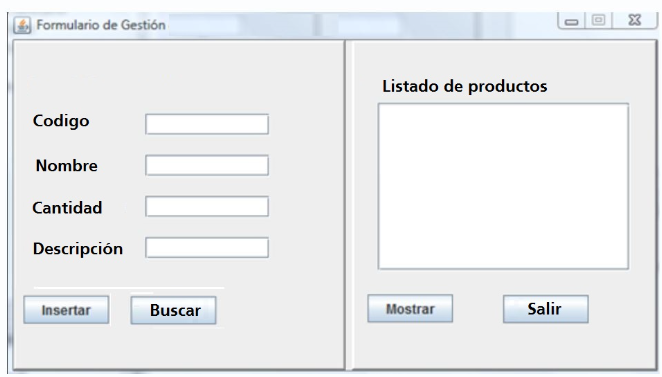 Formulario de Gestión
Listado de productos
Codigo
Nombre
Cantidad
Descripción
Insertar
Buscar
Mostrar
Salir